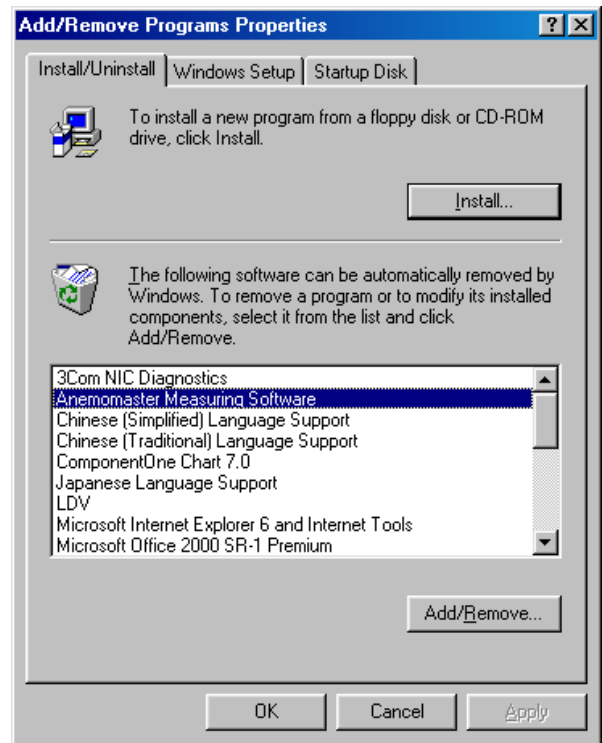 Add/Remove Programs Properties
Install/Uninstall Windows Setup Startup Disk
To install a new program from a floppy disk or CD-ROM
drive, click Install.
Install...
The following software can be automatically removed by
Windows. To remove a program or to modify its installed
components, select it from the list and click
Add/Remove.
3Com NIC Diagnostics
Anemomaster Measuring Software
Chinese (Simplified) Language Support
Chinese (Traditional) Language Support
ComponentOne Chart 7.0
Japanese Language Support
LDV
Microsoft Internet Explorer 6 and Internet Tools
Microsoft Office 2000 SR-1 Premium
Add/Remove...
OK Cancel Apply